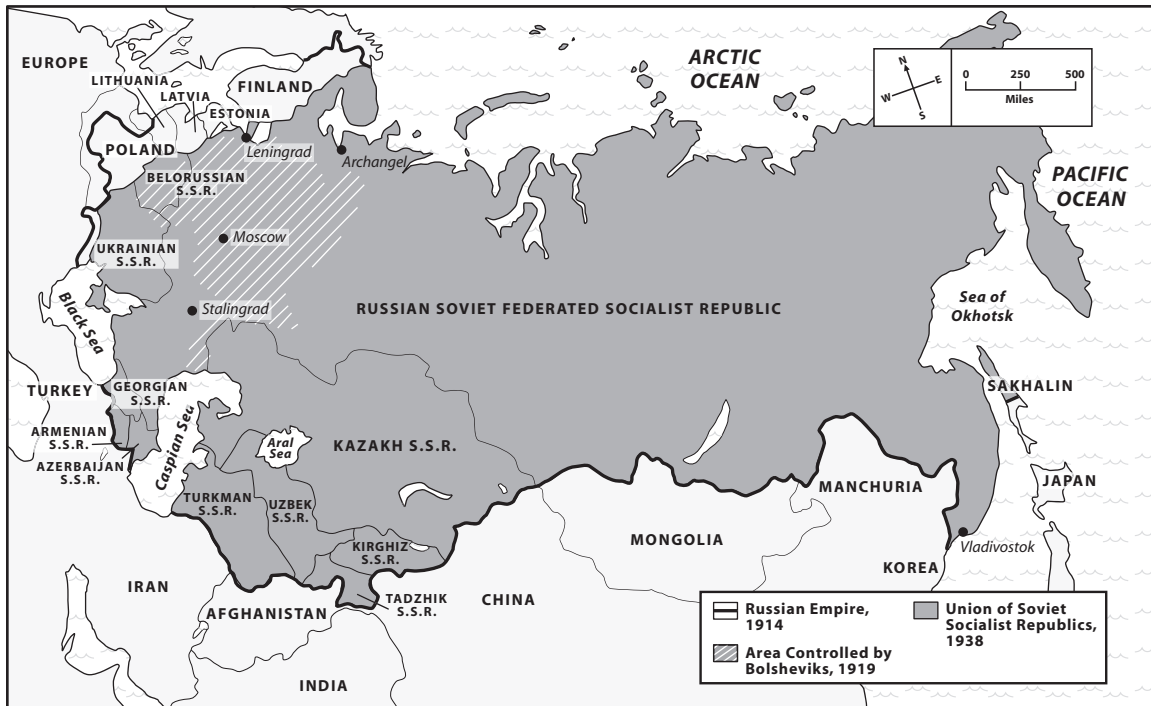 EUROPE
LITHUANIA
LATVIA
ESTONIA
FINLAND
POLAND
Leningrad
Archangel
BELORUSSIAN
S.S.R.
Moscow
UKRAINIAN
S.S.R.
Stalingrad
Black Sea
RUSSIAN SOVIET FEDERATED SOCIALIST REPUBLIC
ARCTIC
OCEAN
N
W
E
S
0
250
500
Miles
PACIFIC
OCEAN
Sea of
Okhotsk
SAKHALIN
TURKEY
GEORGIAN
S.S.R.
ARMENIAN
S.S.R.
AZERBAIJAN
S.S.R.
Caspian Sea
Aral
Sea
KAZAKH S.S.R.
TURKMAN
S.S.R.
UZBEK
S.S.R.
KIRGHIZ
S.S.R.
TADZHIK
S.S.R.
MONGOLIA
MANCHURIA
JAPAN
Vladivostok
KOREA
IRAN
AFGHANISTAN
CHINA
INDIA
Russian Empire,
1914
Area Controlled by
Bolsheviks, 1919
Union of Soviet
Socialist Republics,
1938